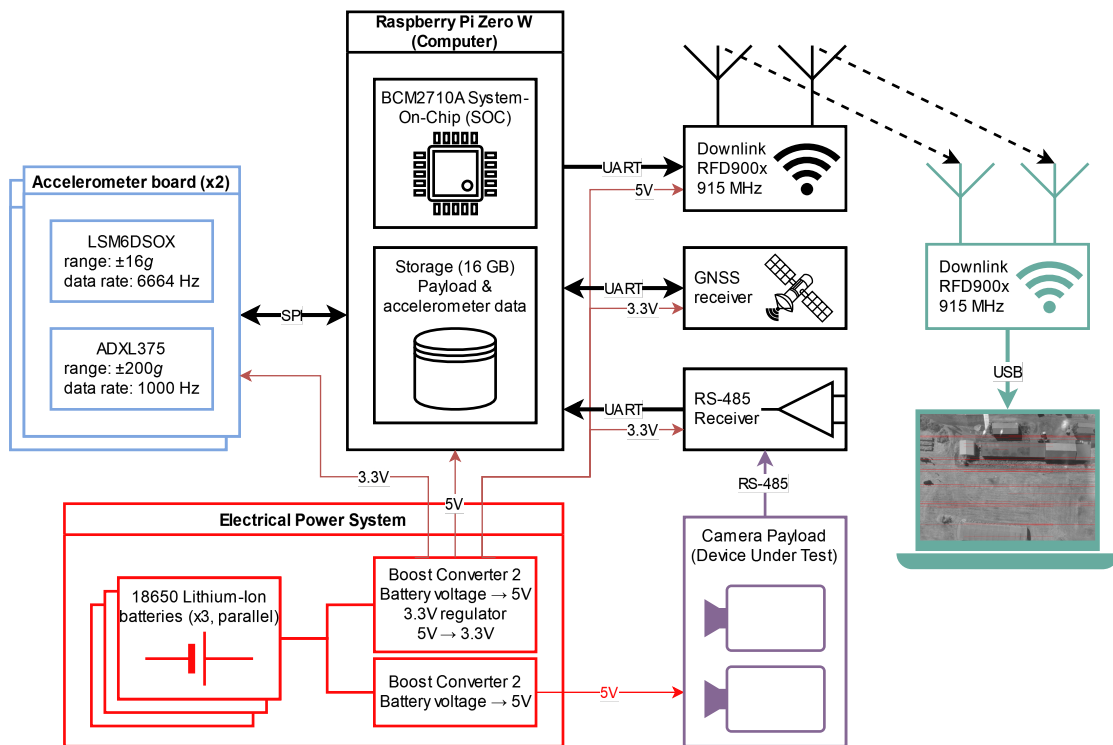 Raspberry Pi Zero W
(Computer)
BCM2710A System-
On-Chip (SOC)
Storage (16 GB)
Payload &
accelerometer data
Accelerometer board (x2)
LSM6DSOX
range: ±16g
data rate: 6664 Hz
ADXL375
range: ±200g
data rate: 1000 Hz
SPI
UART
5V
Downlink
RFD900x
915 MHz
UART
3.3V
GNSS
receiver
UART
3.3V
RS-485
Receiver
Downlink
RFD900x
915 MHz
USB
RS-485
Camera Payload
(Device Under Test)
3.3V
5V
Electrical Power System
18650 Lithium-Ion
batteries (x3, parallel)
Boost Converter 2
Battery voltage → 5V
3.3V regulator
5V → 3.3V
Boost Converter 2
Battery voltage → 5V
5V